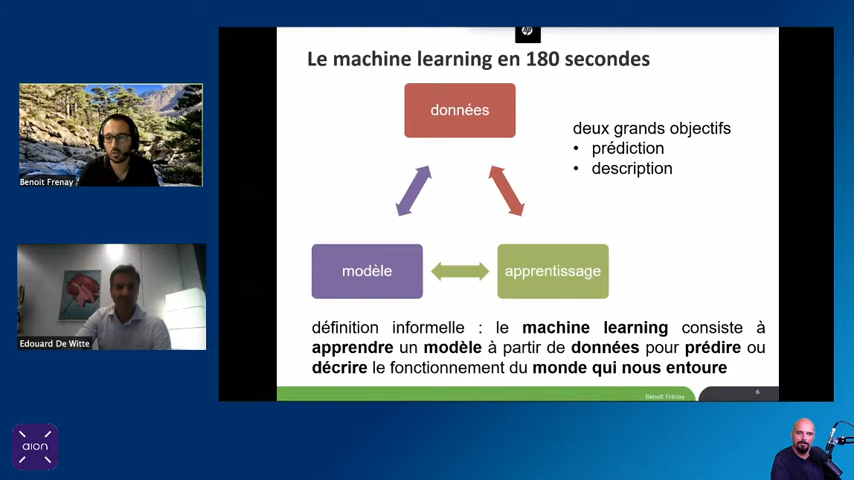 hp
Le machine learning en 180 secondes
données
deux grands objectifs
• prédiction
• description
modèle
apprentissage
définition informelle : le machine learning consiste à
apprendre un modèle à partir de données pour prédire ou
décrire le fonctionnement du monde qui nous entoure
Benoit Frénay
6
Benoit Frenay
Edouard De Witte
aion